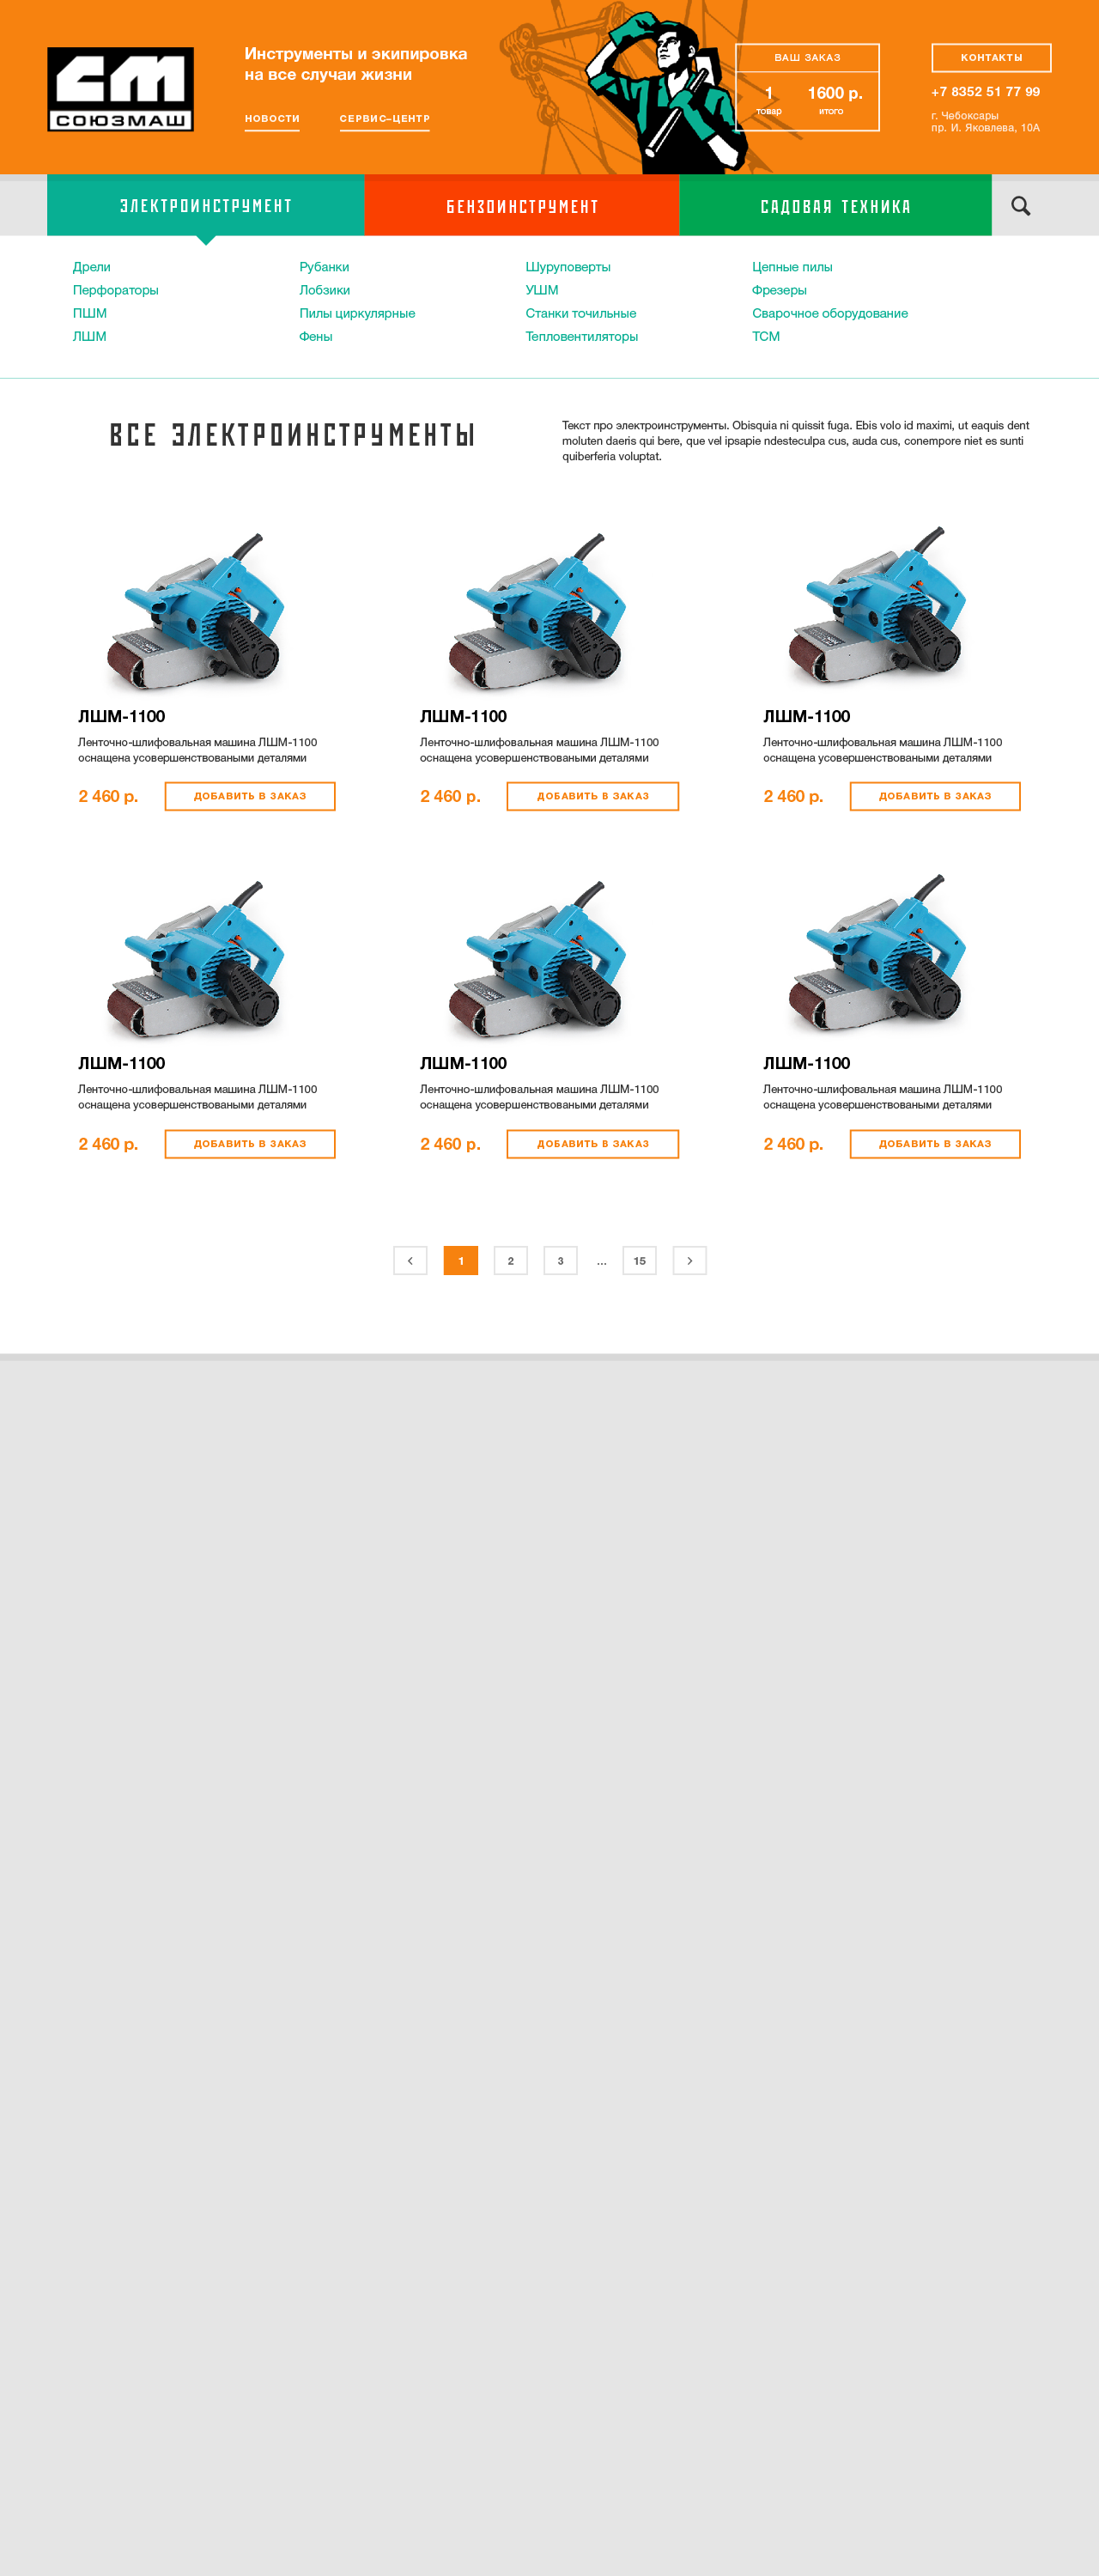 СМ
СОЮЗМАШ
Инструменты и экипировка
на все случаи жизни
НОВОСТИ
СЕРВИС-ЦЕНТР
ВАШ ЗАКАЗ
1
товар
1600 р.
итого
КОНТАКТЫ
+7 8352 51 77 99
г. Чебоксары
пр. И. Яковлева, 10А
ЭЛЕКТРОИНСТРУМЕНТ
БЕНЗОИНСТРУМЕНТ
САДОВАЯ ТЕХНИКА
Дрели
Перфораторы
ПШМ
ЛШМ
Рубанки
Лобзики
Пилы циркулярные
Фены
Шуруповерты
УШМ
Станки точильные
Тепловентиляторы
Цепные пилы
Фрезеры
Сварочное оборудование
ТСМ
ВСЕ ЭЛЕКТРОИНСТРУМЕНТЫ
Текст про электроинструменты. Obisquia ni quissit fuga. Ebis volo id maximi, ut eaquis dent
moluten daeris qui bere, que vel ipsapie ndesteculpa cus, auda cus, conempore niet es sunti
quiberferia voluptat.
ЛШМ-1100
Ленточно-шлифовальная машина ЛШМ-1100
оснащена усовершенствоваными деталями
2 460 р.
ДОБАВИТЬ В ЗАКАЗ
ЛШМ-1100
Ленточно-шлифовальная машина ЛШМ-1100
оснащена усовершенствоваными деталями
2 460 р.
ДОБАВИТЬ В ЗАКАЗ
ЛШМ-1100
Ленточно-шлифовальная машина ЛШМ-1100
оснащена усовершенствоваными деталями
2 460 р.
ДОБАВИТЬ В ЗАКАЗ
ЛШМ-1100
Ленточно-шлифовальная машина ЛШМ-1100
оснащена усовершенствоваными деталями
2 460 р.
ДОБАВИТЬ В ЗАКАЗ
ЛШМ-1100
Ленточно-шлифовальная машина ЛШМ-1100
оснащена усовершенствоваными деталями
2 460 р.
ДОБАВИТЬ В ЗАКАЗ
ЛШМ-1100
Ленточно-шлифовальная машина ЛШМ-1100
оснащена усовершенствоваными деталями
2 460 р.
ДОБАВИТЬ В ЗАКАЗ
‹ 1 2 3 ... 15 ›